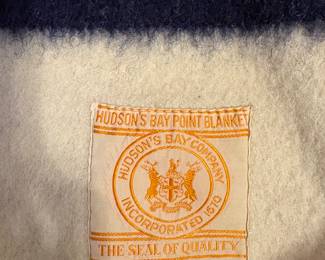 HUDSON'S BAY POINT BLANKET
HUDSON'S BAY COMPANY
INCORPORATED 1670
THE SEAL OF QUALITY